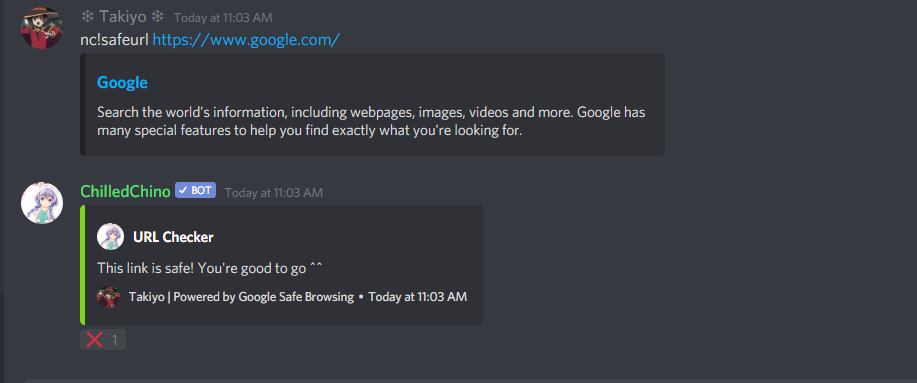 ❄ Takiyo ❄ Today at 11:03 AM
nc!safeurl https://www.google.com/
Google
Search the world's information, including webpages, images, videos and more. Google has
many special features to help you find exactly what you're looking for.
ChilledChino ✓ BOT Today at 11:03 AM
URL Checker
This link is safe! You're good to go ^^
Takiyo | Powered by Google Safe Browsing • Today at 11:03 AM
❌ 1